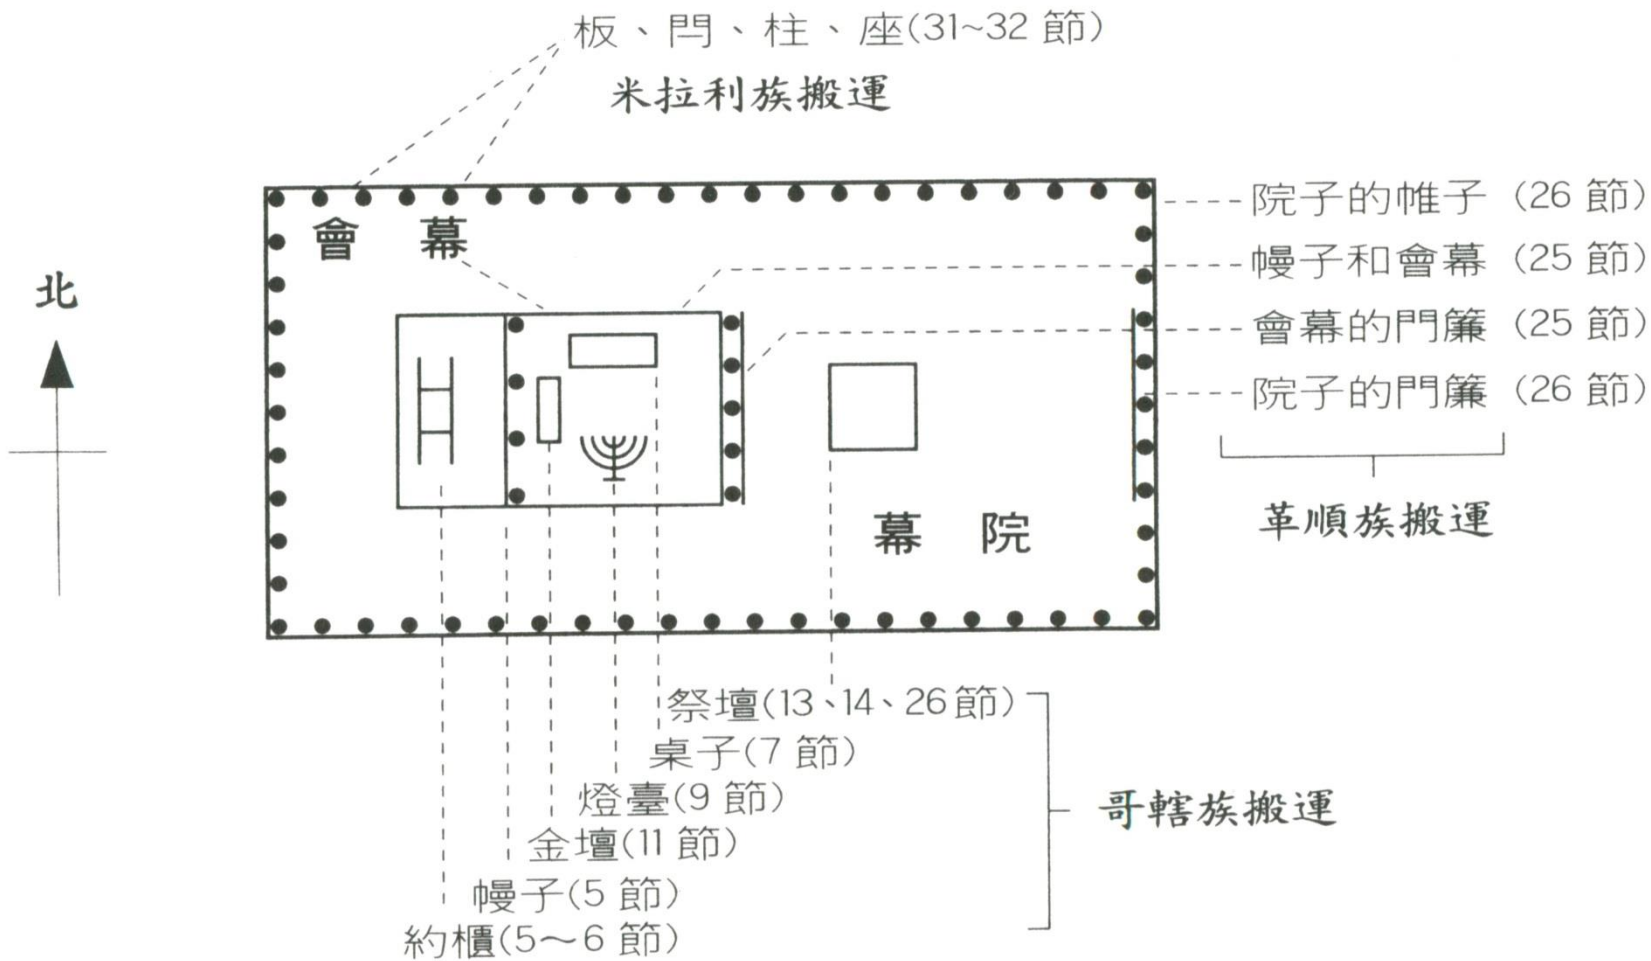 板、閂、柱、座(31~32 節)
米拉利族搬運
會 幕
北
院子的帷子 (26 節)
幔子和會幕 (25 節)
會幕的門簾 (25 節)
院子的門簾 (26 節)
革順族搬運
幕 院
祭壇(13、14、26節)
桌子(7 節)
燈臺(9 節)
金壇(11 節)
幔子(5 節)
約櫃(5～6 節)
哥轄族搬運